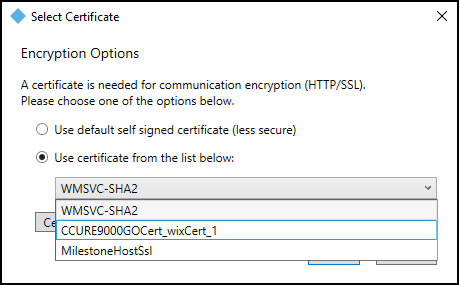 Select Certificate
Encryption Options
A certificate is needed for communication encryption (HTTP/SSL).
Please choose one of the options below.
Use default self signed certificate (less secure)
Use certificate from the list below:
WMSVC-SHA2
WMSVC-SHA2
CCURE9000GOCert_wixCert_1
MilestoneHostSsl